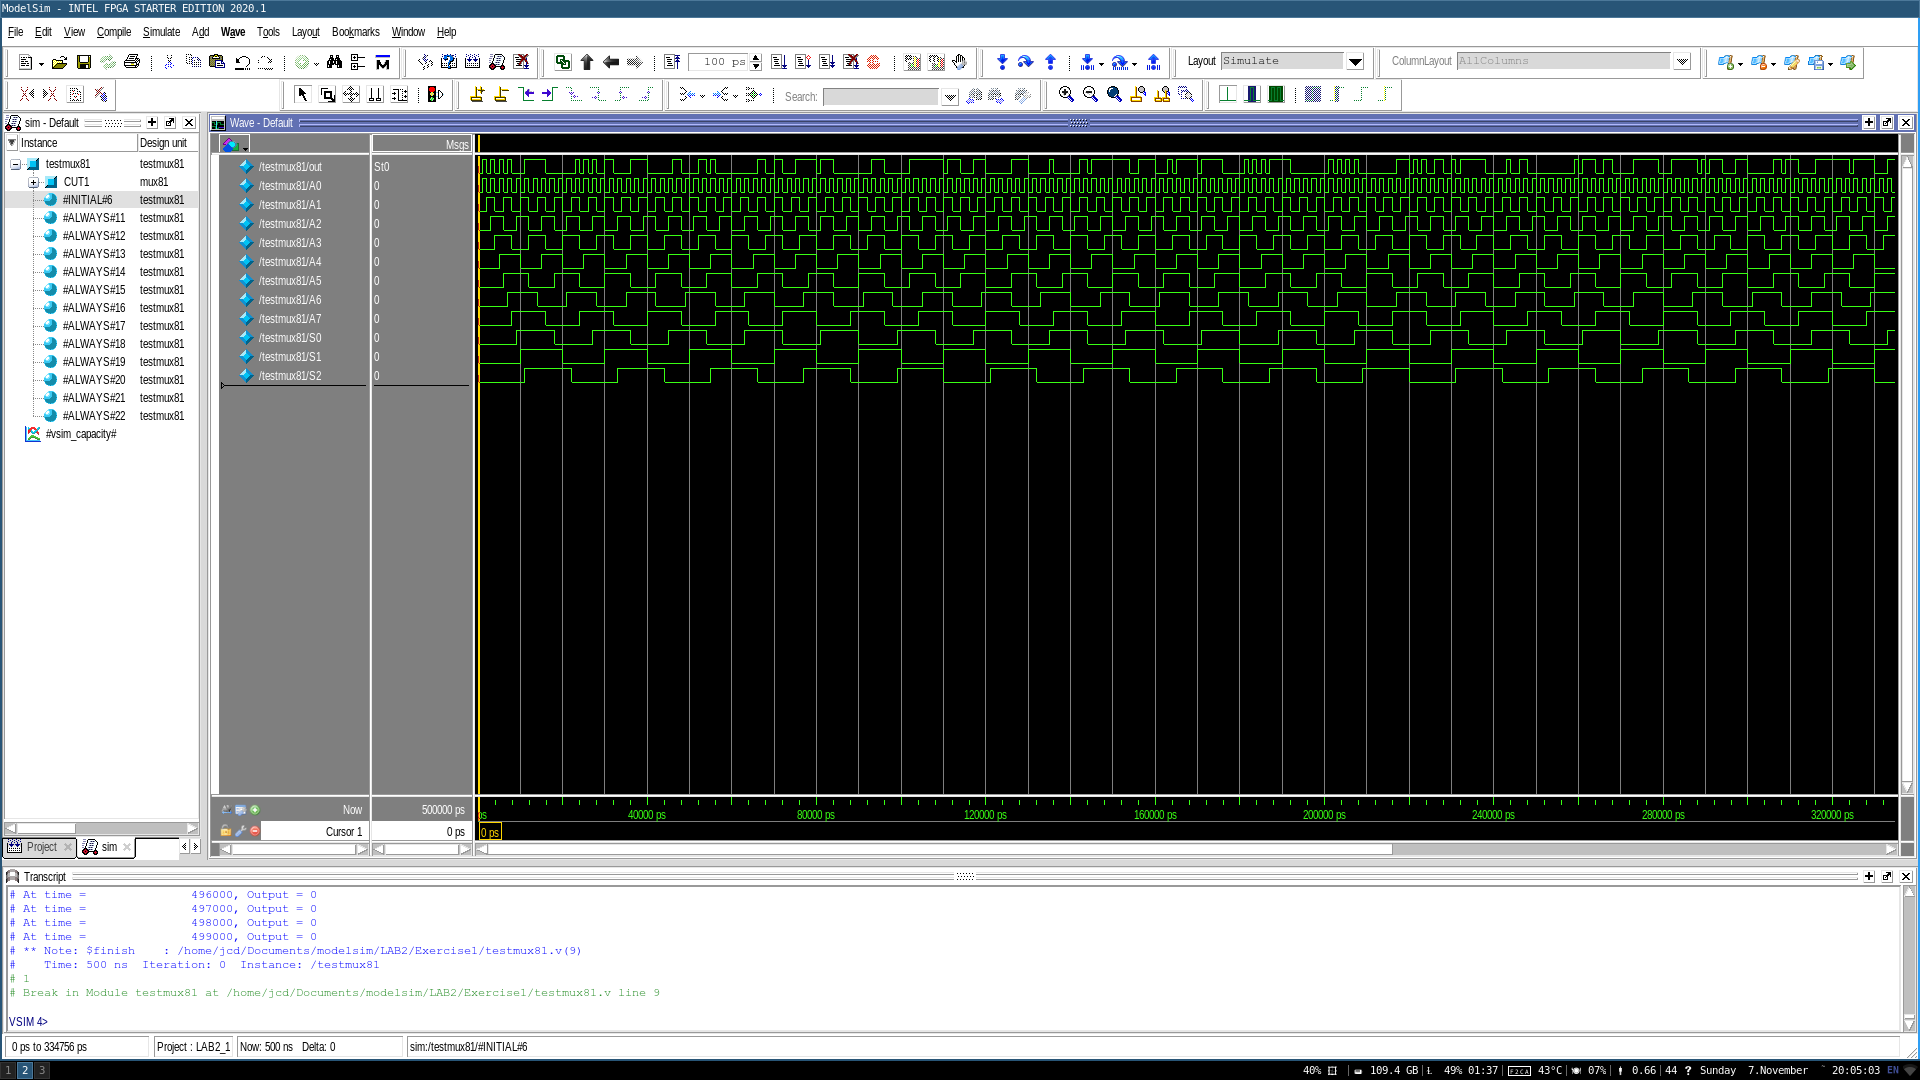 ModelSim - INTEL FPGA STARTER EDITION 2020.1
File Edit View Compile Simulate Add Wave Tools Layout Bookmarks Window Help
100 ps
Layout Simulate
ColumnLayout AllColumns
Search:
sim - Default
Instance Design unit
testmux81 testmux81
CUT1 mux81
#INITIAL#6 testmux81
#ALWAYS#11 testmux81
#ALWAYS#12 testmux81
#ALWAYS#13 testmux81
#ALWAYS#14 testmux81
#ALWAYS#15 testmux81
#ALWAYS#16 testmux81
#ALWAYS#17 testmux81
#ALWAYS#18 testmux81
#ALWAYS#19 testmux81
#ALWAYS#20 testmux81
#ALWAYS#21 testmux81
#ALWAYS#22 testmux81
#vsim_capacity#
Project sim
Wave - Default
Msgs
/testmux81/out St0
/testmux81/A0 0
/testmux81/A1 0
/testmux81/A2 0
/testmux81/A3 0
/testmux81/A4 0
/testmux81/A5 0
/testmux81/A6 0
/testmux81/A7 0
/testmux81/S0 0
/testmux81/S1 0
/testmux81/S2 0
Now 500000 ps
ps 40000 ps 80000 ps 120000 ps 160000 ps 200000 ps 240000 ps 280000 ps 320000 ps
Cursor 1 0 ps 0 ps
Transcript
# At time = 496000, Output = 0
# At time = 497000, Output = 0
# At time = 498000, Output = 0
# At time = 499000, Output = 0
# ** Note: $finish : /home/jcd/Documents/modelsim/LAB2/Exercise1/testmux81.v(9)
# Time: 500 ns Iteration: 0 Instance: /testmux81
# 1
# Break in Module testmux81 at /home/jcd/Documents/modelsim/LAB2/Exercise1/testmux81.v line 9
VSIM 4>
0 ps to 334756 ps Project : LAB2_1 Now: 500 ns Delta: 0 sim:/testmux81/#INITIAL#6
1 2 3 40% 109.4 GB 49% 01:37 43°C 07% 0.66 44 ? Sunday 7.November 20:05:03 EN